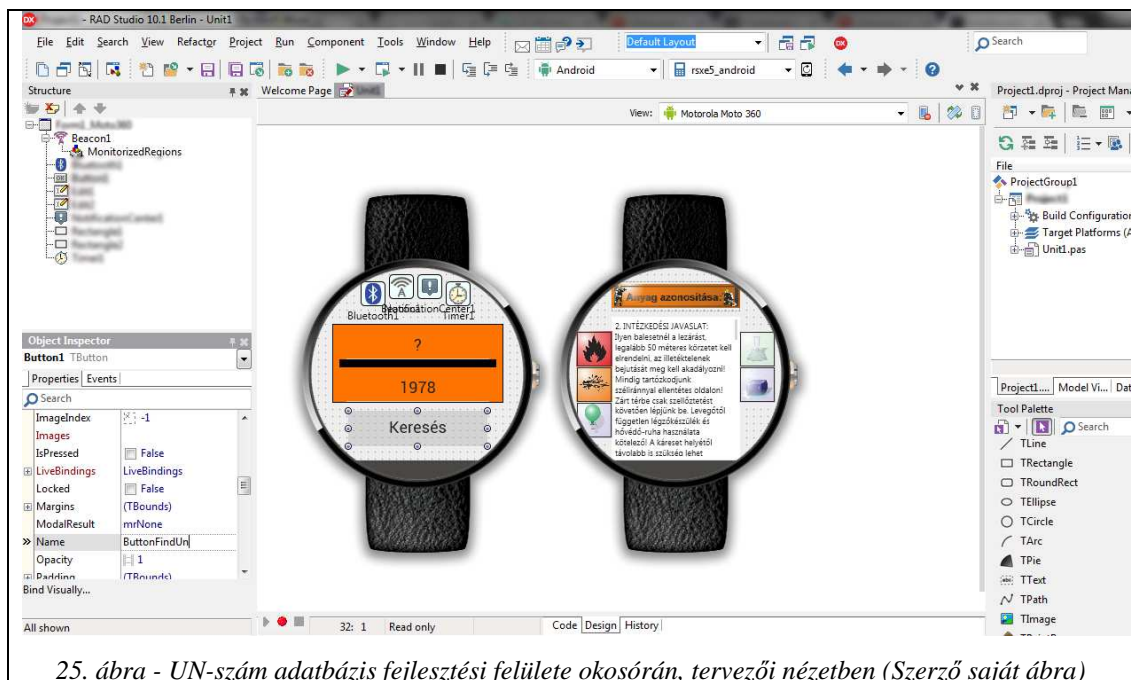 - RAD Studio 10.1 Berlin - Unit1
File Edit Search View Refactor Project Run Component Tools Window Help
Default Layout
Search
Android
rsxe5_android
Structure
Welcome Page
Project1.dproj - Project Mana
View: Motorola Moto 360
Beacon1
MonitorizedRegions
File
ProjectGroup1
Build Configuration
Target Platforms (A
Unit1.pas
Bluetooth1
Timer1
?
1978
Keresés
Anyag azonosítása:
2. INTÉZKEDÉSI JAVASLAT:
Ilyen balesetnél a lezárást,
legalább 50 méteres körzetet kell
elrendelni, az illetéktelenek
bejutását meg kell akadályozni!
Mindig tartózkodjunk
széliránnyal ellentétes oldalon!
Zárt térbe csak szellőztetést
követően lépjünk be. Levegőtől
független légzőkészülék és
hővédő-ruha használata
kötelező! A káreset helyétől
távolabb is szükség lehet
Object Inspector
Button1 TButton
Properties Events
Search
ImageIndex -1
Images
IsPressed False
LiveBindings LiveBindings
Locked False
Margins (TBounds)
ModalResult mrNone
Name ButtonFindUn
Opacity 1
Padding (TBounds)
Bind Visually...
All shown
32: 1 Read only
Code Design History
Project1.... Model Vi... Dat
Tool Palette
Search
TLine
TRectangle
TRoundRect
TEllipse
TCircle
TArc
TPie
TText
TPath
TImage
25. ábra - UN-szám adatbázis fejlesztési felülete okosórán, tervezői nézetben (Szerző saját ábra)